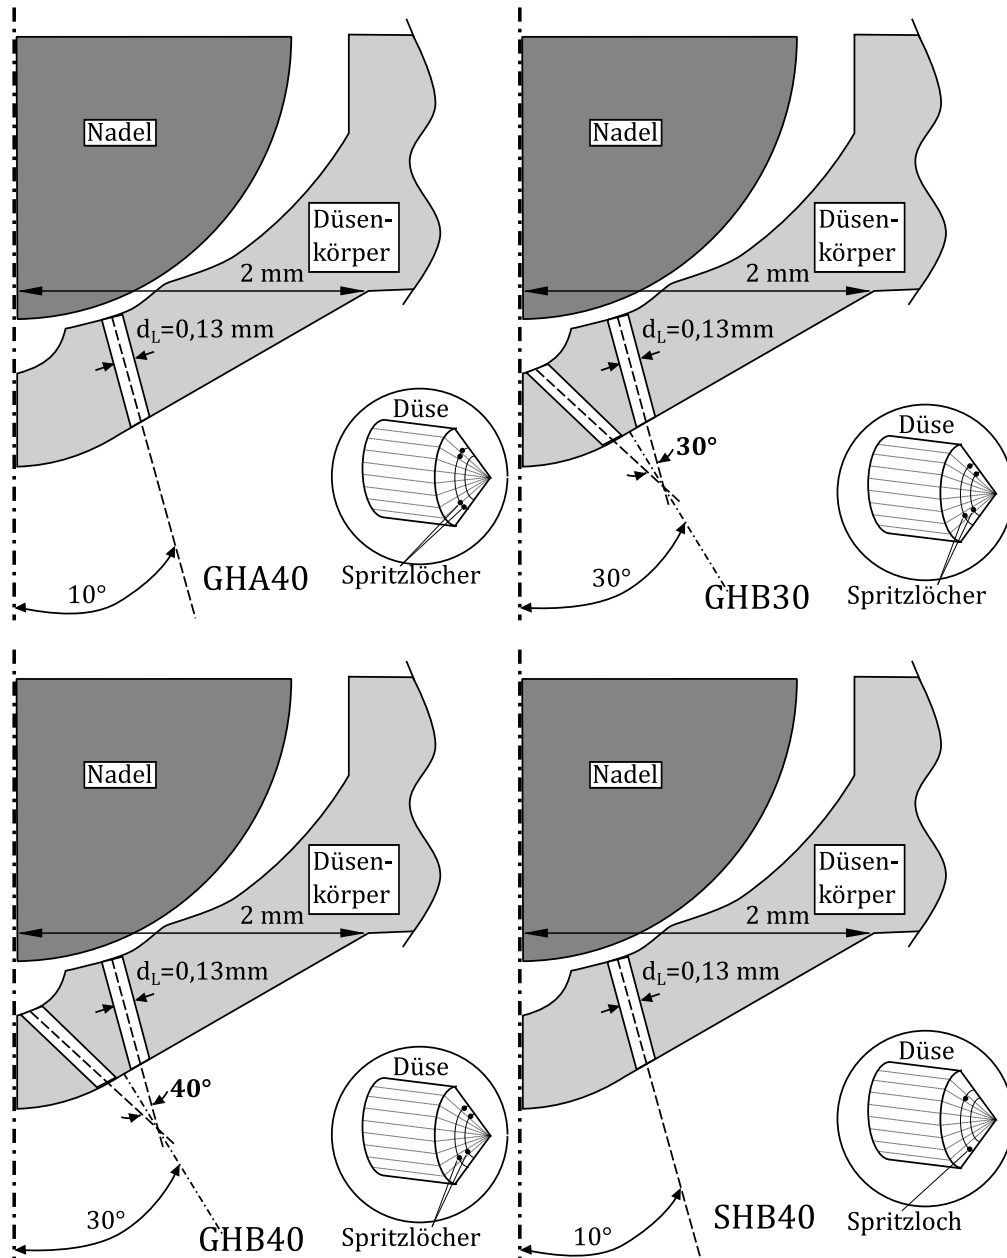 Nadel
Düsen-
körper
2 mm
d_L=0,13 mm
Düse
Spritzlöcher
10°
GHA40
Nadel
Düsen-
körper
2 mm
d_L=0,13mm
Düse
30°
Spritzlöcher
30°
GHB30
Nadel
Düsen-
körper
2 mm
d_L=0,13mm
Düse
40°
Spritzlöcher
30°
GHB40
Nadel
Düsen-
körper
2 mm
d_L=0,13 mm
Düse
Spritzloch
10°
SHB40